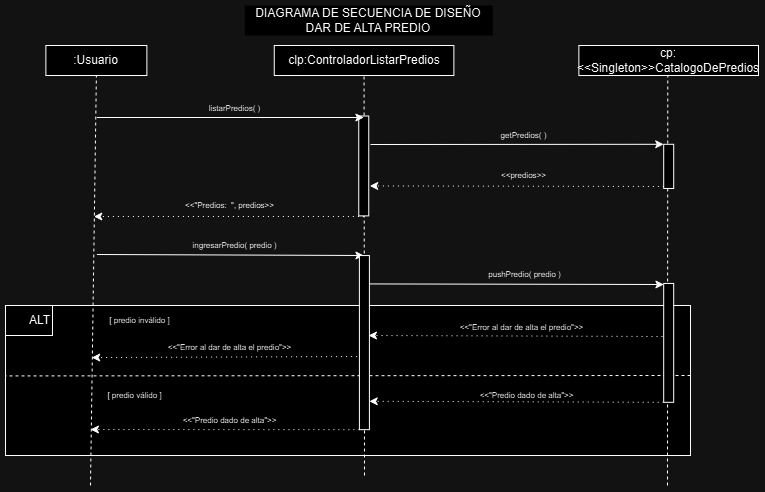 DIAGRAMA DE SECUENCIA DE DISEÑO
DAR DE ALTA PREDIO
:Usuario
clp:ControladorListarPredios
cp:
<<Singleton>>CatalogoDePredios
listarPredios( )
getPredios( )
<<predios>>
<<"Predios:  ", predios>>
ingresarPredio( predio )
pushPredio( predio )
ALT
[ predio inválido ]
<<"Error al dar de alta el predio">>
<<"Error al dar de alta el predio">>
[ predio válido ]
<<"Predio dado de alta">>
<<"Predio dado de alta">>